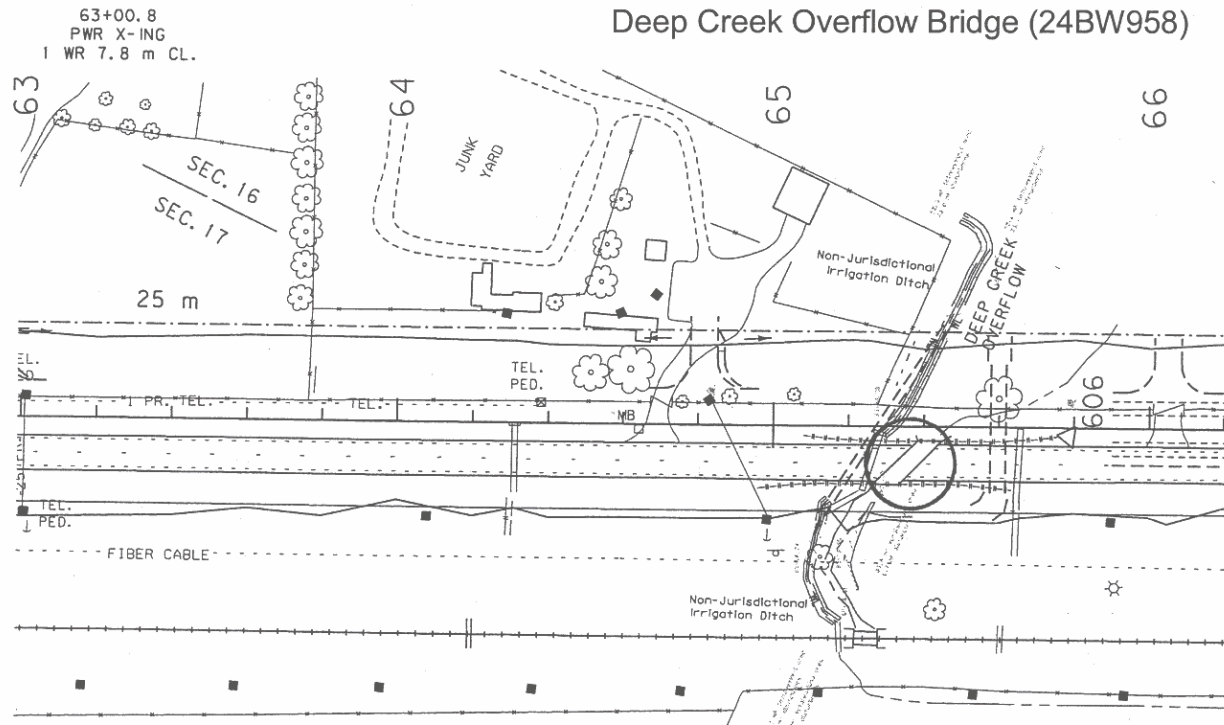 63+00.8
PWR X-ING
1 WR 7.8 m CL.
Deep Creek Overflow Bridge (24BW958)
63
64
65
66
JUNK
YARD
SEC. 16
SEC. 17
Non-Jurisdictional
Irrigation Ditch
DEEP CREEK
OVERFLOW
25 m
TEL.
PED.
1 PR. TEL.
TEL.
MB
606
TEL.
PED.
FIBER CABLE
Non-Jurisdictional
Irrigation Ditch